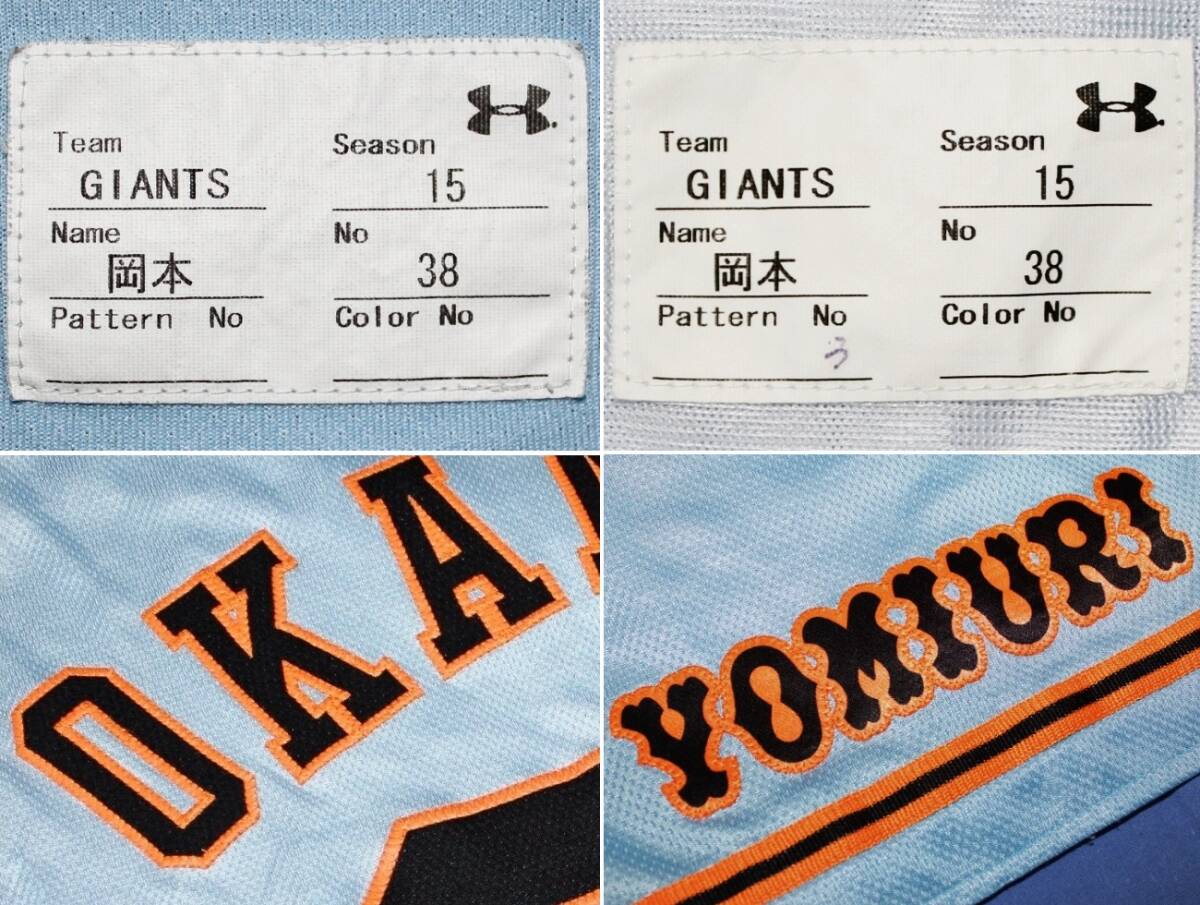 Team Season
GIANTS 15
Name No
岡本 38
Pattern No Color No
Team Season
GIANTS 15
Name No
岡本 38
Pattern No Color No
3
OKA
YOMIURI